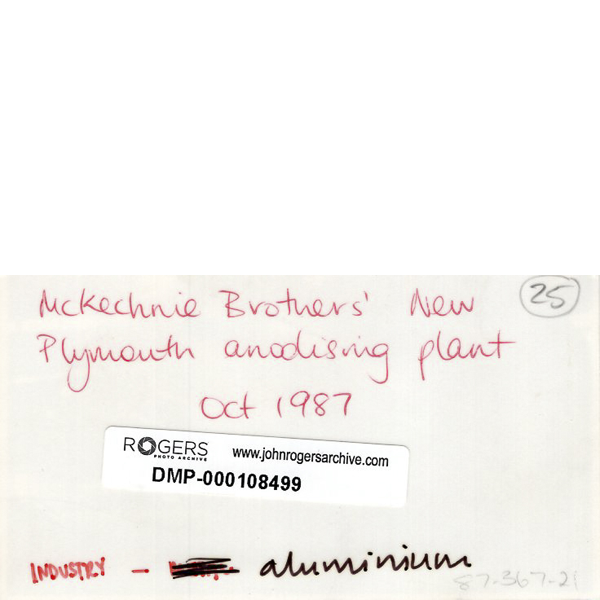 McKechnie Brothers' New
25
Plymouth anodising plant
Oct 1987
ROGERS
PHOTO ARCHIVE
www.johnrogersarchive.com
DMP-000108499
INDUSTRY - aluminium
87-367-21